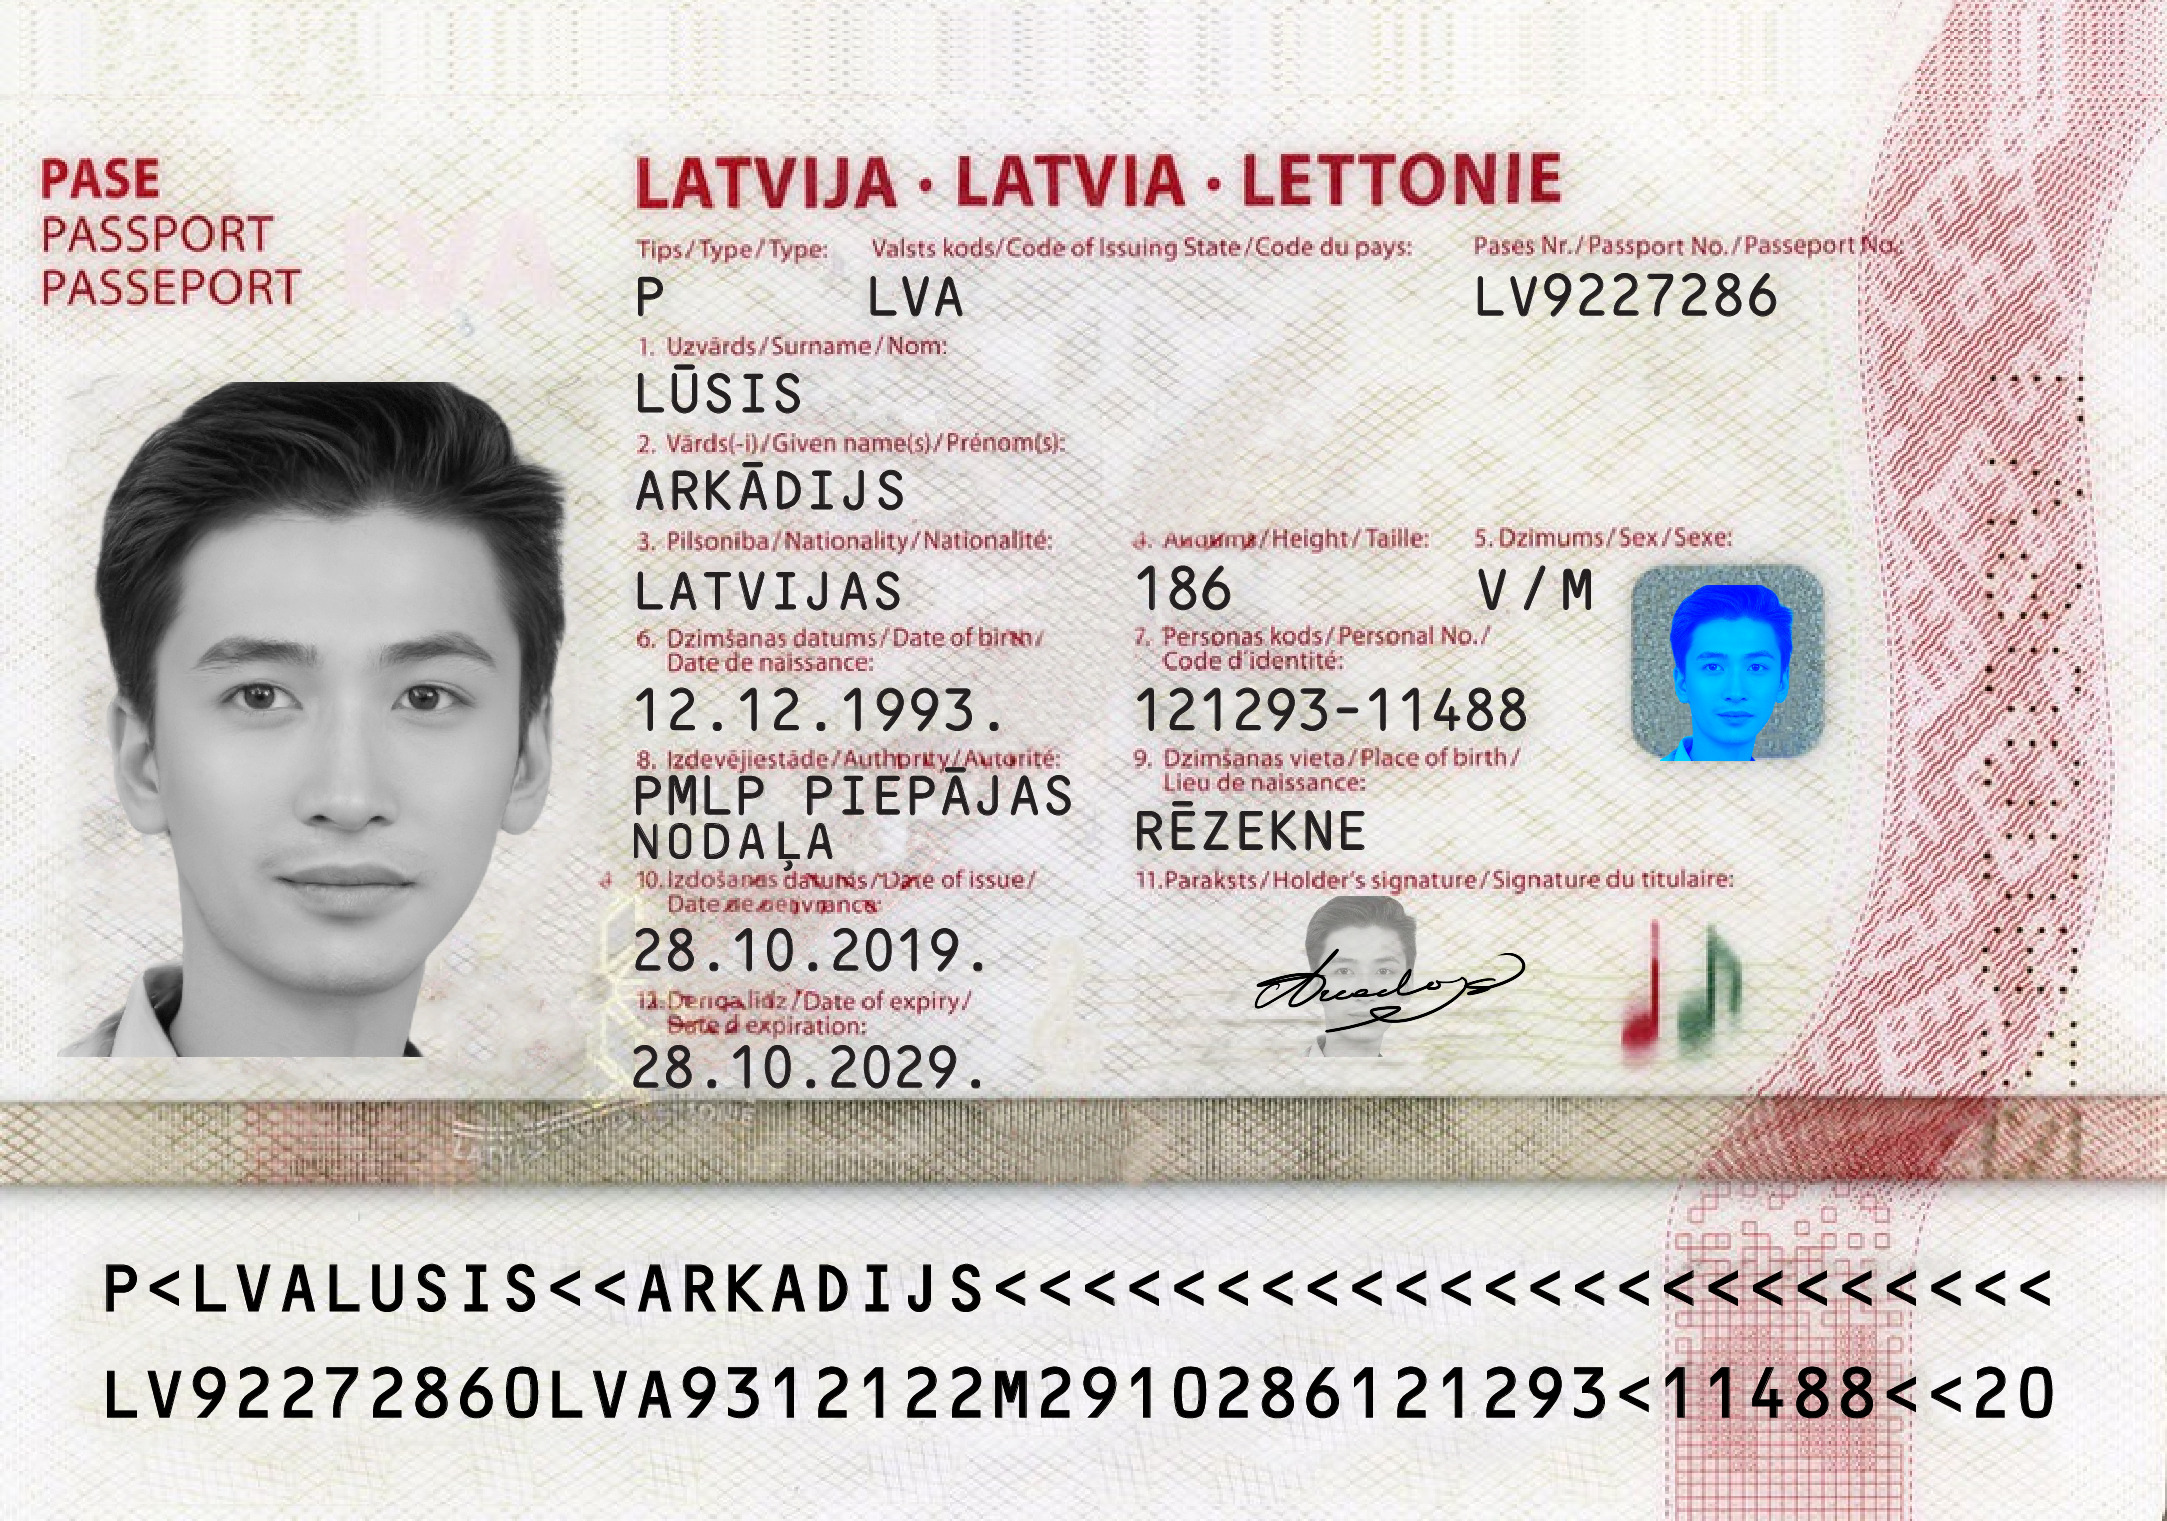 PASE
PASSPORT
PASSEPORT
LVA
LATVIJA · LATVIA · LETTONIE
Tips/Type/Type: Valsts kods/Code of Issuing State/Code du pays: Pases Nr./Passport No./Passeport No.:
P LVA LV9227286
1. Uzvārds/Surname/Nom:
LŪSIS
2. Vārds(-i)/Given name(s)/Prénom(s):
ARKĀDIJS
3. Pilsonība/Nationality/Nationalité: 4. /Height/Taille: 5. Dzimums/Sex/Sexe:
LATVIJAS 186 V/M
6. Dzimšanas datums/Date of birth/ 7. Personas kods/Personal No./
Date de naissance: Code d'identité:
12.12.1993. 121293-11488
8. Izdevējiestāde/Authority/Autorité: 9. Dzimšanas vieta/Place of birth/
Lieu de naissance:
PMLP PIEPĀJAS
NODAĻA
RĒZEKNE
10. Izdošanas datums/Date of issue/ 11. Paraksts/Holder's signature/Signature du titulaire:
Date
28.10.2019.
12. /Date of expiry/
Date d expiration:
28.10.2029.
P<LVALUSIS<<ARKADIJS<<<<<<<<<<<<<<<<<<<<<<<<
LV92272860LVA9312122M2910286121293<11488<<20